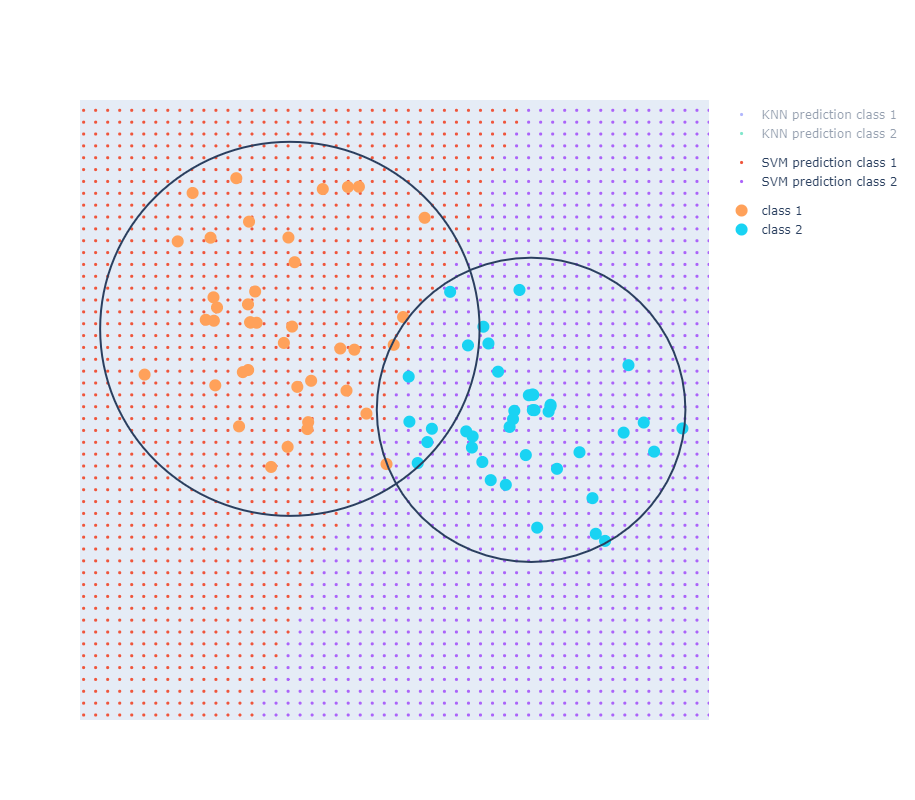 KNN prediction class 1
KNN prediction class 2
SVM prediction class 1
SVM prediction class 2
class 1
class 2